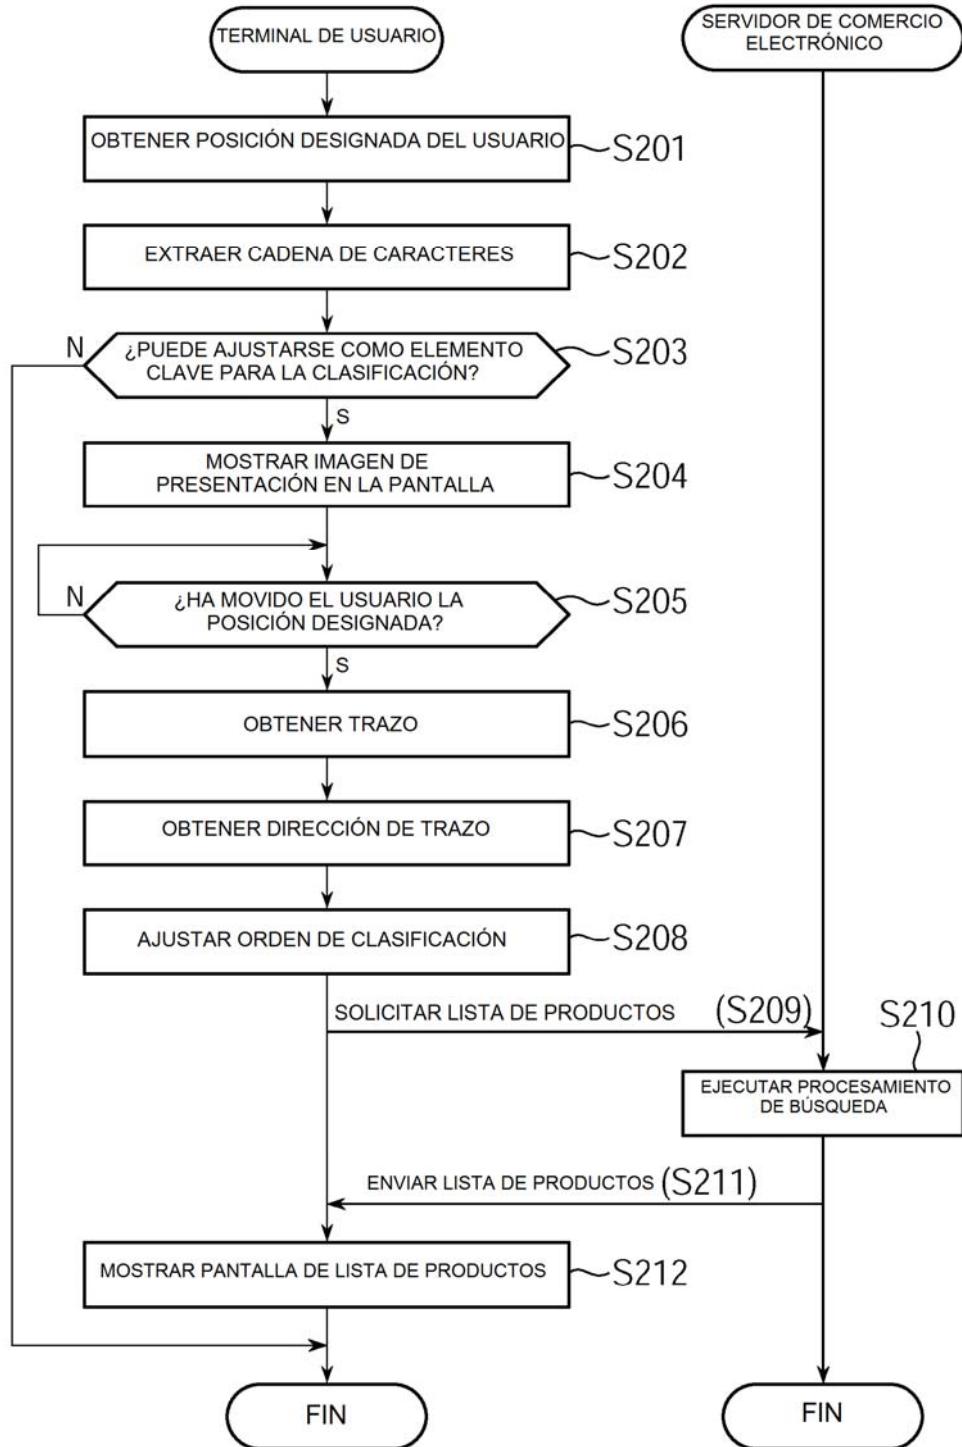 TERMINAL DE USUARIO
SERVIDOR DE COMERCIO
ELECTRÓNICO
OBTENER POSICIÓN DESIGNADA DEL USUARIO
S201
EXTRAER CADENA DE CARACTERES
S202
N
¿PUEDE AJUSTARSE COMO ELEMENTO
CLAVE PARA LA CLASIFICACIÓN?
S203
S
MOSTRAR IMAGEN DE
PRESENTACIÓN EN LA PANTALLA
S204
N
¿HA MOVIDO EL USUARIO LA
POSICIÓN DESIGNADA?
S205
S
OBTENER TRAZO
S206
OBTENER DIRECCIÓN DE TRAZO
S207
AJUSTAR ORDEN DE CLASIFICACIÓN
S208
SOLICITAR LISTA DE PRODUCTOS (S209)
S210
EJECUTAR PROCESAMIENTO
DE BÚSQUEDA
ENVIAR LISTA DE PRODUCTOS (S211)
MOSTRAR PANTALLA DE LISTA DE PRODUCTOS
S212
FIN
FIN